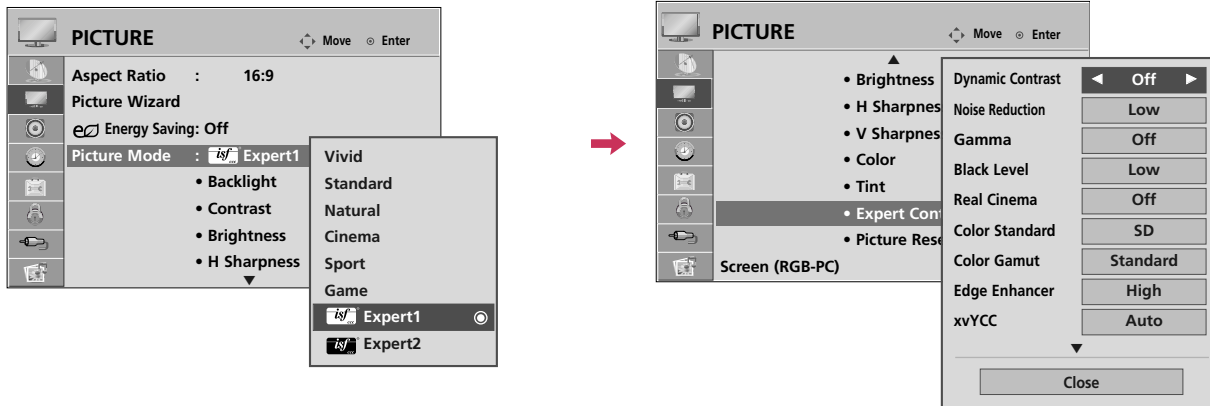 PICTURE
Move
Enter
Aspect Ratio : 16:9
Picture Wizard
Energy Saving: Off
Picture Mode : isf Expert1
• Backlight
• Contrast
• Brightness
• H Sharpness
Vivid
Standard
Natural
Cinema
Sport
Game
isf Expert1
isf Expert2
PICTURE
Move
Enter
• Brightness
• H Sharpnes
• V Sharpnes
• Color
• Tint
• Expert Cont
• Picture Rese
Screen (RGB-PC)
Dynamic Contrast Off
Noise Reduction Low
Gamma Off
Black Level Low
Real Cinema Off
Color Standard SD
Color Gamut Standard
Edge Enhancer High
xvYCC Auto
Close